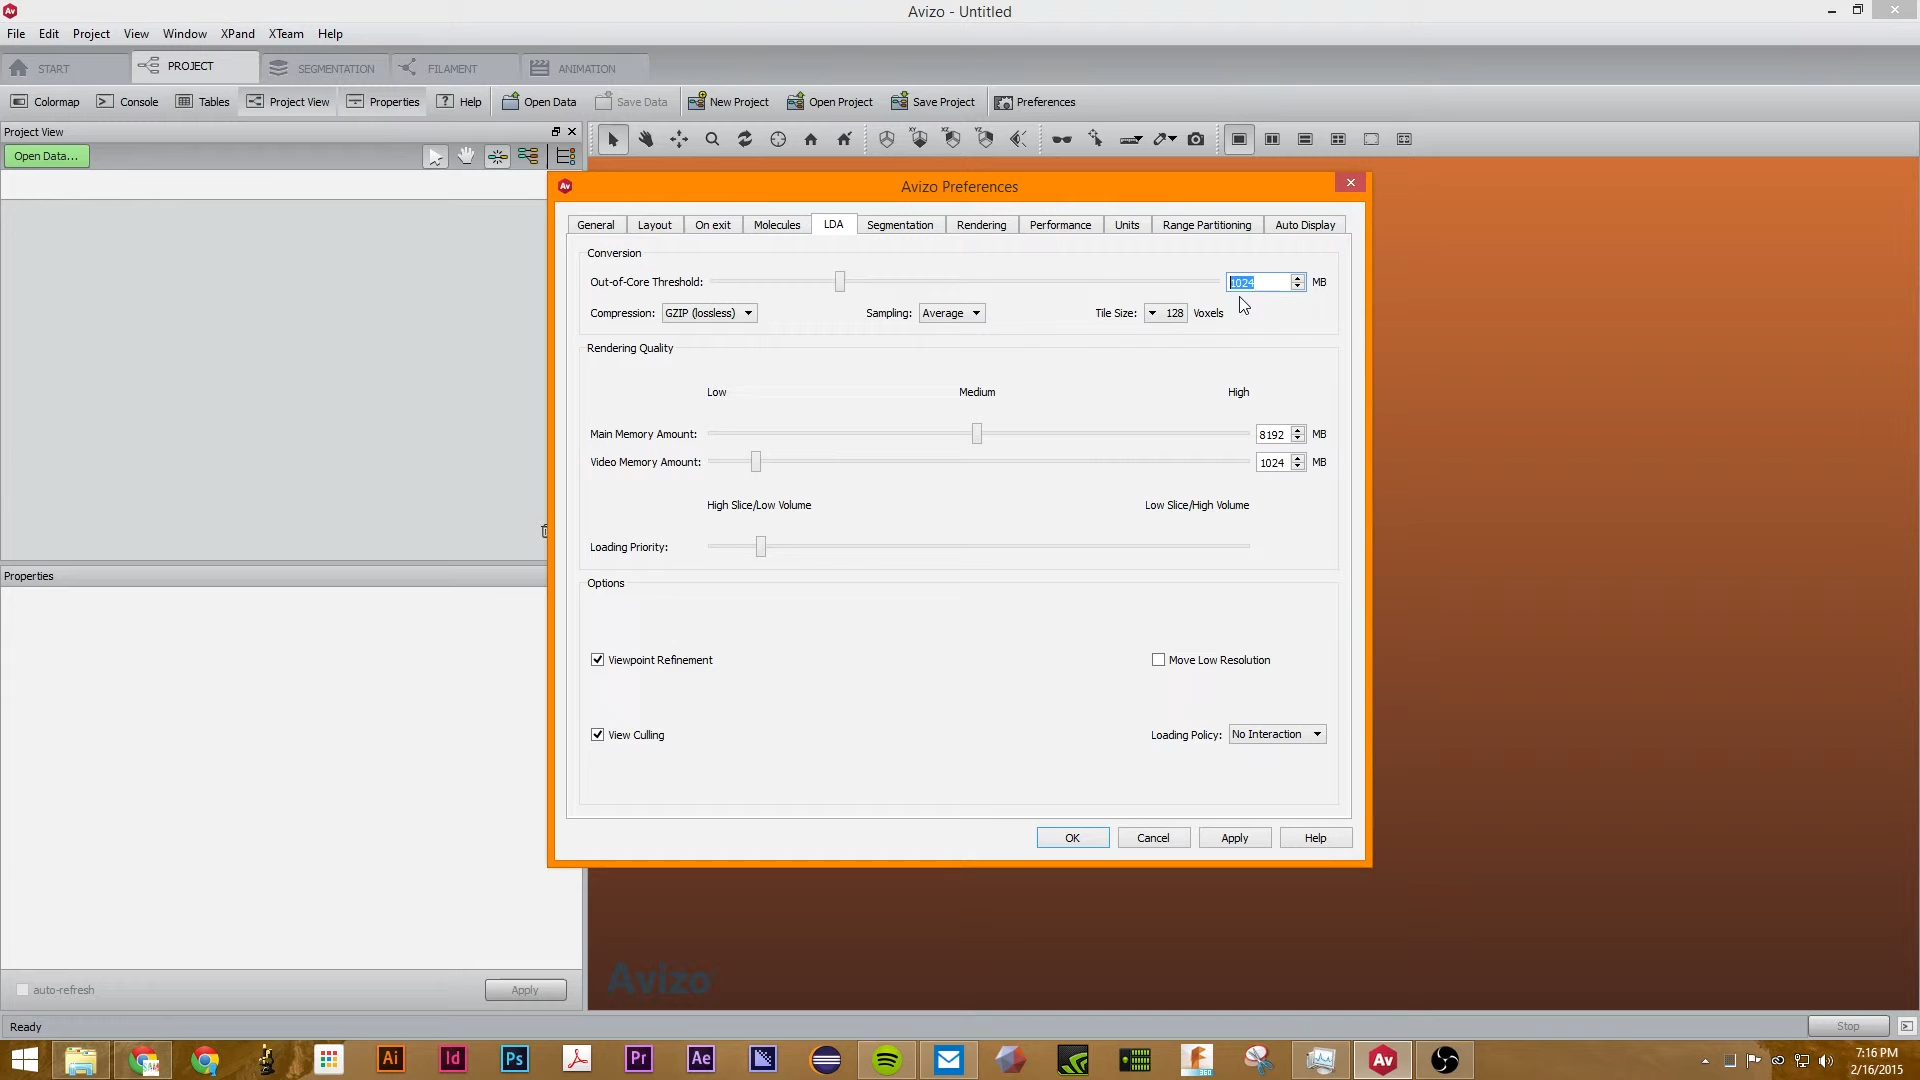 Av
Avizo - Untitled
File Edit Project View Window XPand XTeam Help
START PROJECT SEGMENTATION FILAMENT ANIMATION
Colormap Console Tables Project View Properties Help Open Data Save Data New Project Open Project Save Project Preferences
Project View
Open Data...
XY XZ YZ
Av Avizo Preferences
General Layout On exit Molecules LDA Segmentation Rendering Performance Units Range Partitioning Auto Display
Conversion
Out-of-Core Threshold: 1024 MB
Compression: GZIP (lossless) Sampling: Average Tile Size: 128 Voxels
Rendering Quality
Low Medium High
Main Memory Amount: 8192 MB
Video Memory Amount: 1024 MB
High Slice/Low Volume Low Slice/High Volume
Loading Priority:
Properties
Options
Viewpoint Refinement Move Low Resolution
View Culling Loading Policy: No Interaction
OK Cancel Apply Help
Avizo
auto-refresh Apply
Ready Stop
Ai Id Ps Pr Ae 360 Av
7:16 PM
2/16/2015